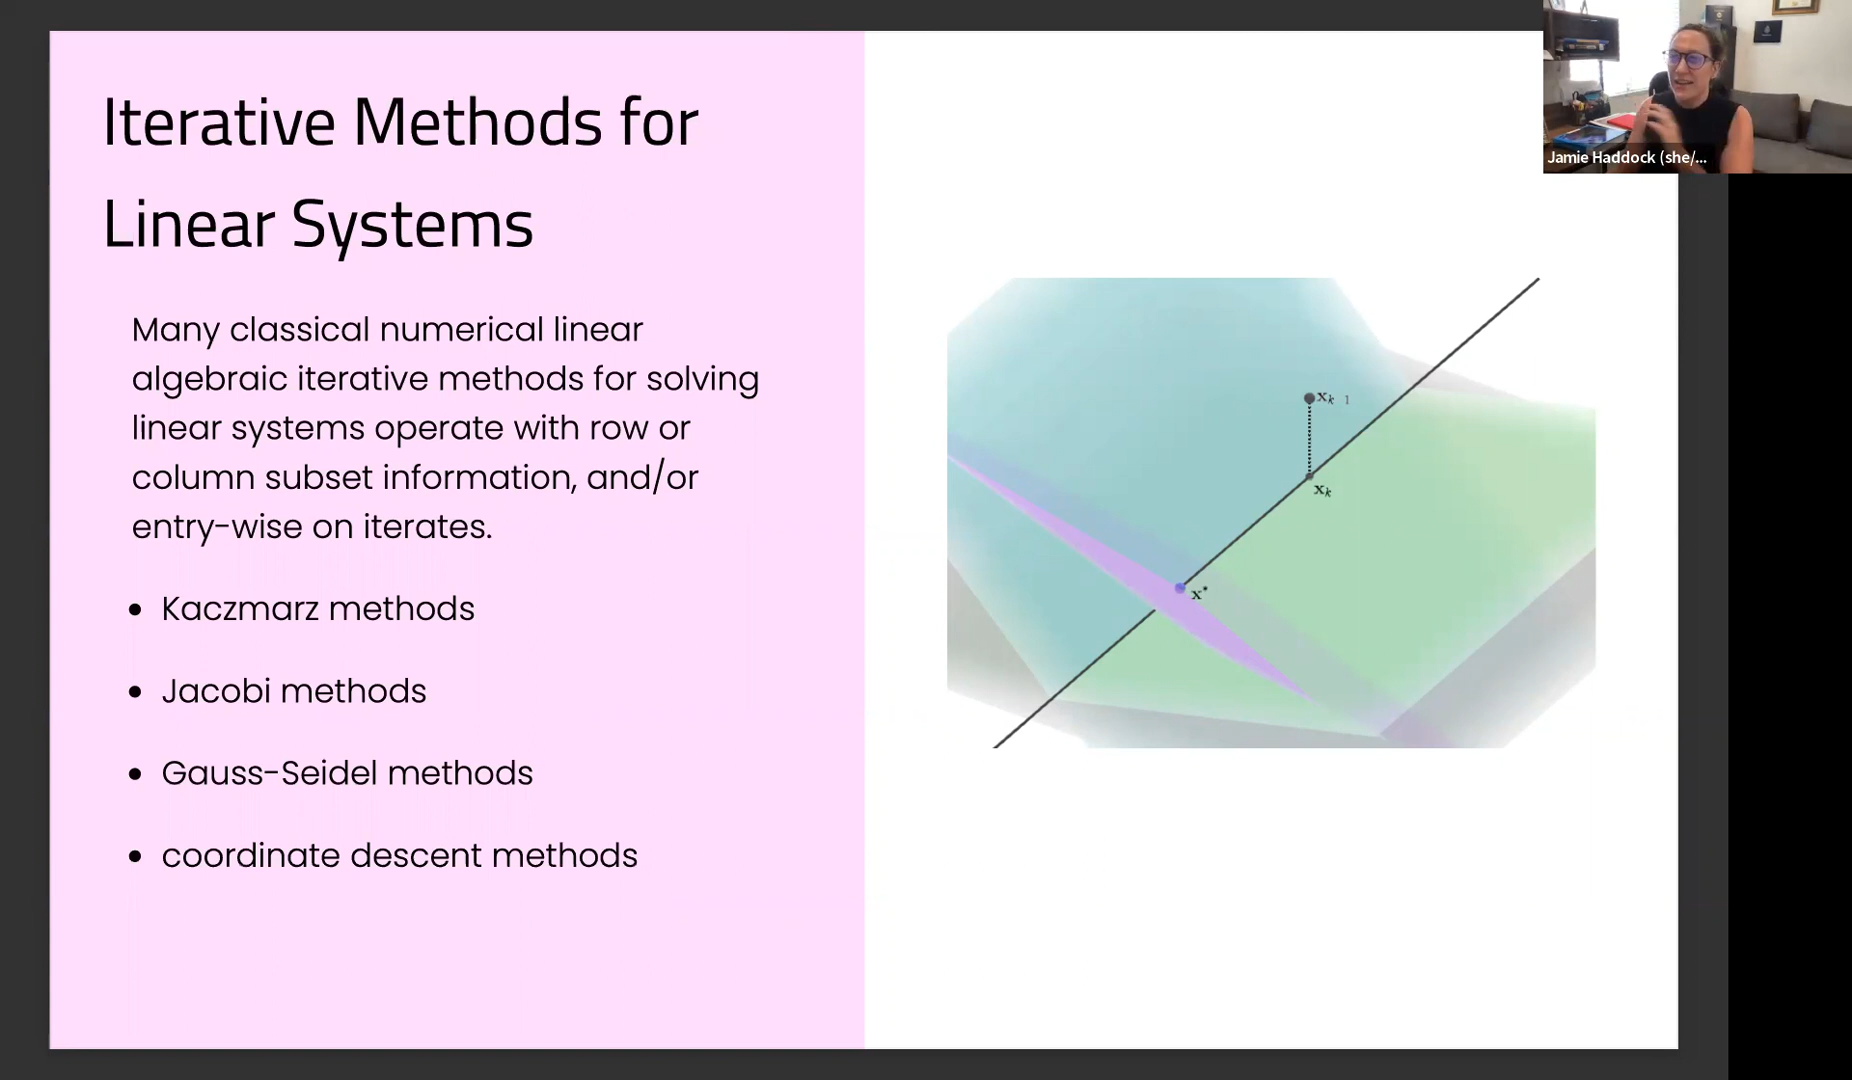 Iterative Methods for
Linear Systems
Many classical numerical linear
algebraic iterative methods for solving
linear systems operate with row or
column subset information, and/or
entry-wise on iterates.
• Kaczmarz methods
• Jacobi methods
• Gauss-Seidel methods
• coordinate descent methods
x_k 1
x_k
x*
Jamie Haddock (she/...